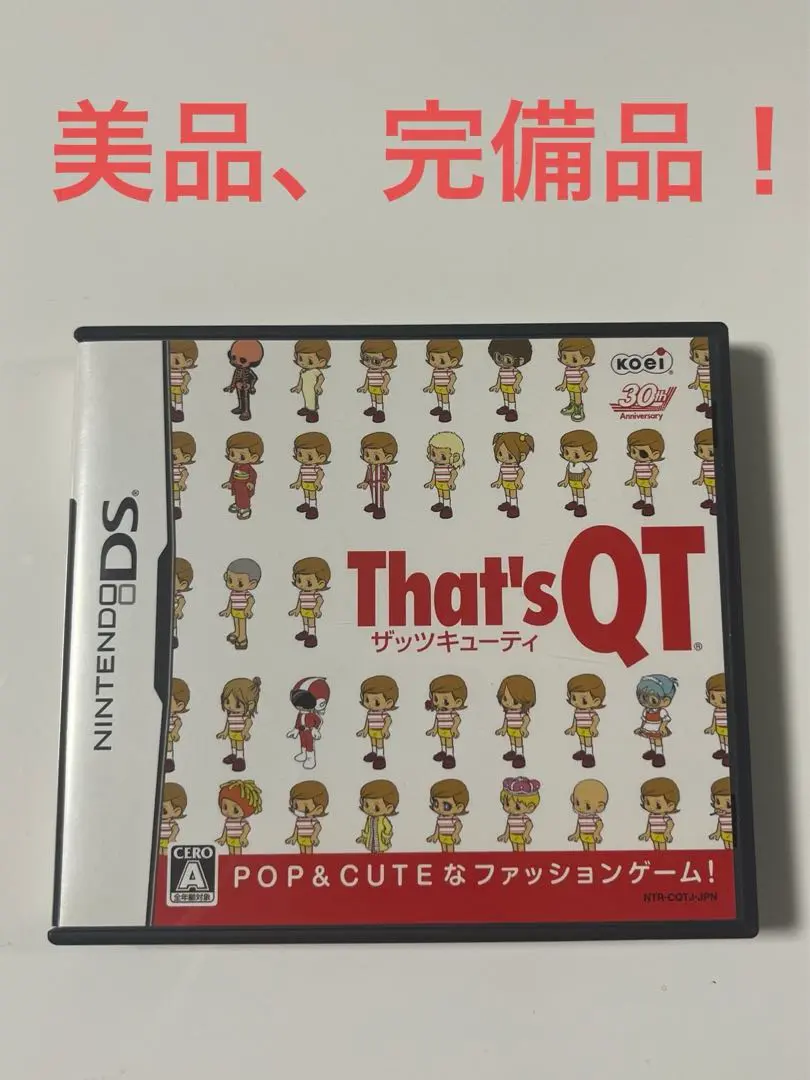 美品、完備品！
KOEI
30th
Anniversary
NINTENDO DS
That's QT
ザッツキューティ
CERO
A
全年齢対象
POP&CUTEなファッションゲーム！
NTR-CQTJ-JPN